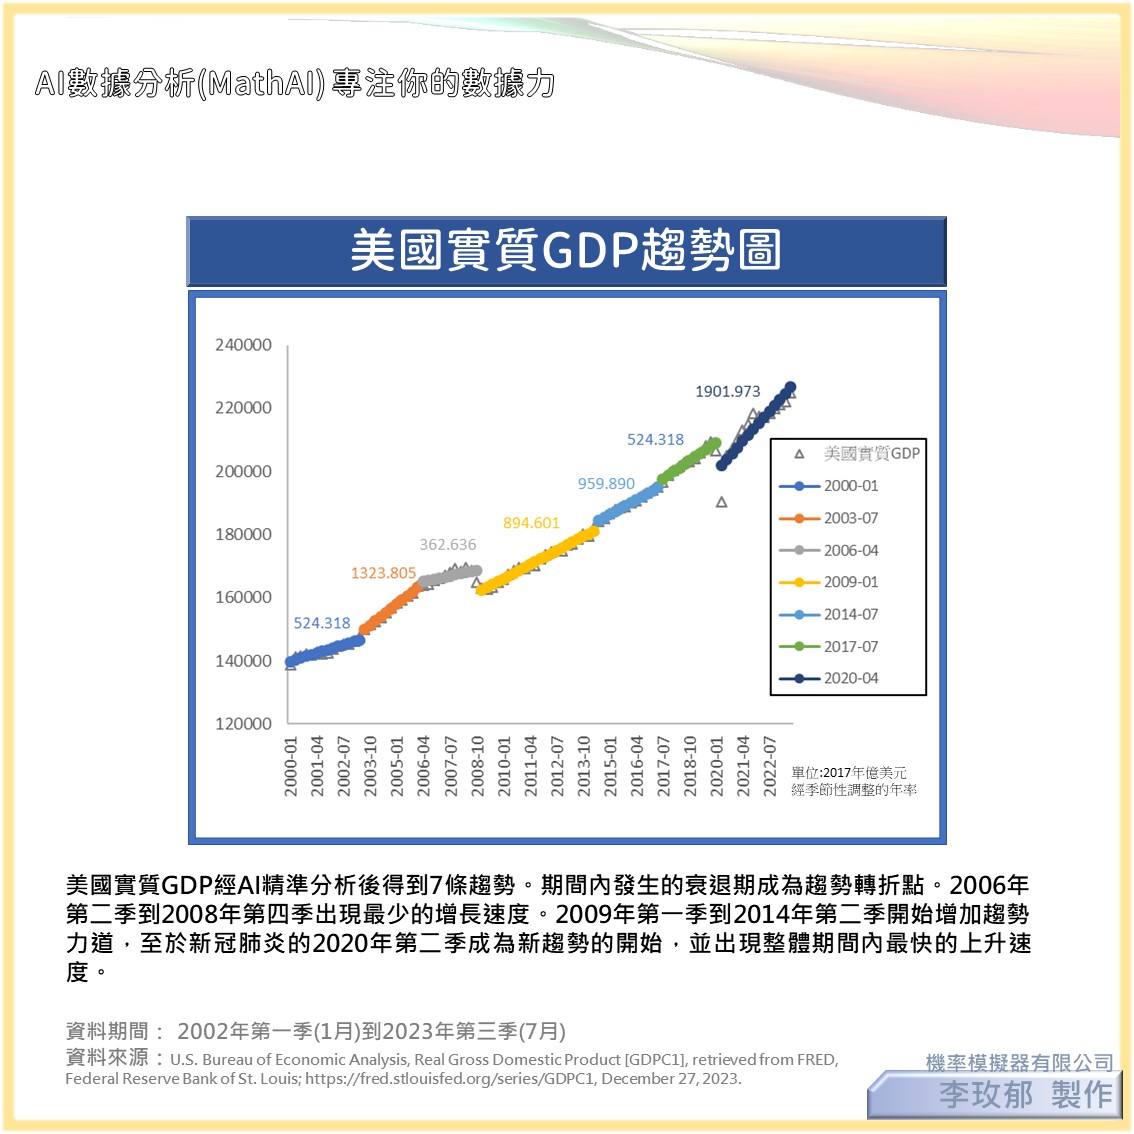 AI數據分析(MathAI) 專注你的數據力
美國實質GDP趨勢圖
240000
220000
200000
180000
160000
140000
120000
524.318
1323.805
362.636
894.601
959.890
524.318
1901.973
美國實質GDP
2000-01
2003-07
2006-04
2009-01
2014-07
2017-07
2020-04
2000-01
2001-04
2002-07
2003-10
2005-01
2006-04
2007-07
2008-10
2010-01
2011-04
2012-07
2013-10
2015-01
2016-04
2017-07
2018-10
2020-01
2021-04
2022-07
單位:2017年億美元
經季節性調整的年率
美國實質GDP經AI精準分析後得到7條趨勢。期間內發生的衰退期成為趨勢轉折點。2006年
第二季到2008年第四季出現最少的增長速度。2009年第一季到2014年第二季開始增加趨勢
力道，至於新冠肺炎的2020年第二季成為新趨勢的開始，並出現整體期間內最快的上升速
度。
資料期間： 2002年第一季(1月)到2023年第三季(7月)
資料來源：U.S. Bureau of Economic Analysis, Real Gross Domestic Product [GDPC1], retrieved from FRED,
Federal Reserve Bank of St. Louis; https://fred.stlouisfed.org/series/GDPC1, December 27, 2023.
機率模擬器有限公司
李玫郁 製作